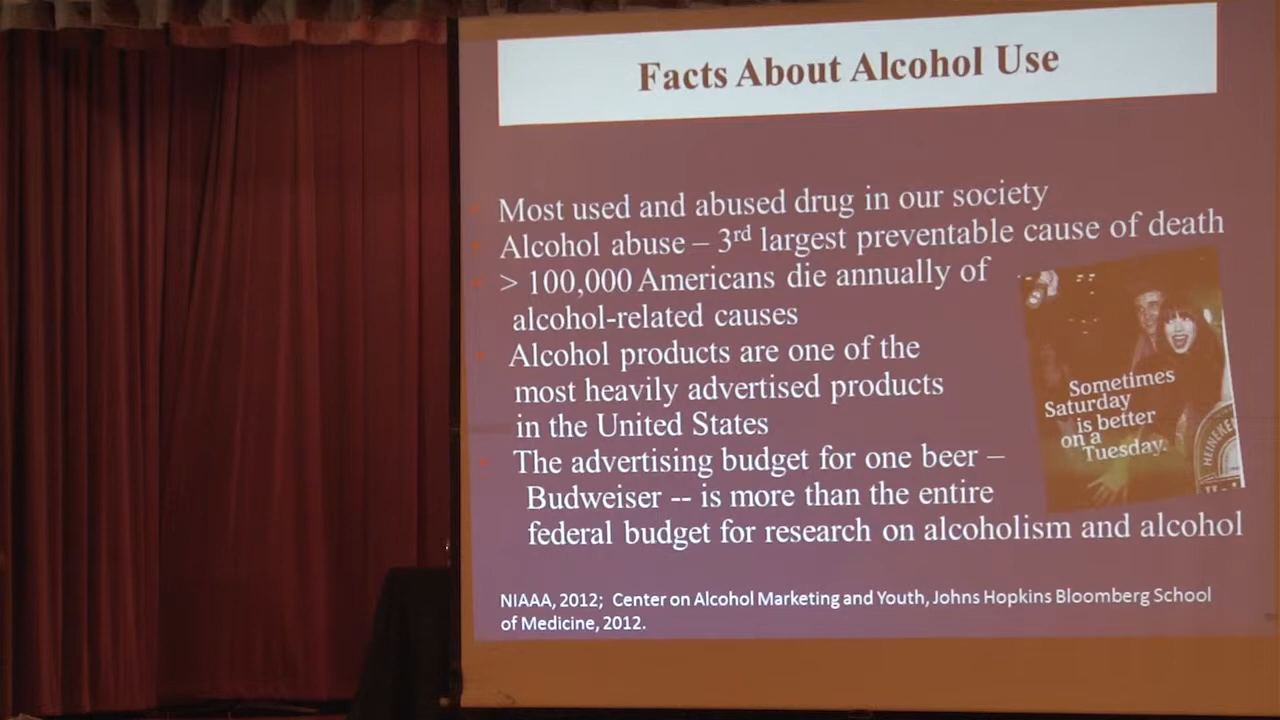 Facts About Alcohol Use
Most used and abused drug in our society
Alcohol abuse – 3rd largest preventable cause of death
> 100,000 Americans die annually of
alcohol-related causes
Alcohol products are one of the
most heavily advertised products
in the United States
The advertising budget for one beer –
Budweiser -- is more than the entire
federal budget for research on alcoholism and alcohol
Sometimes
Saturday
is better
on a
Tuesday.
HEINEKEN
NIAAA, 2012; Center on Alcohol Marketing and Youth, Johns Hopkins Bloomberg School
of Medicine, 2012.